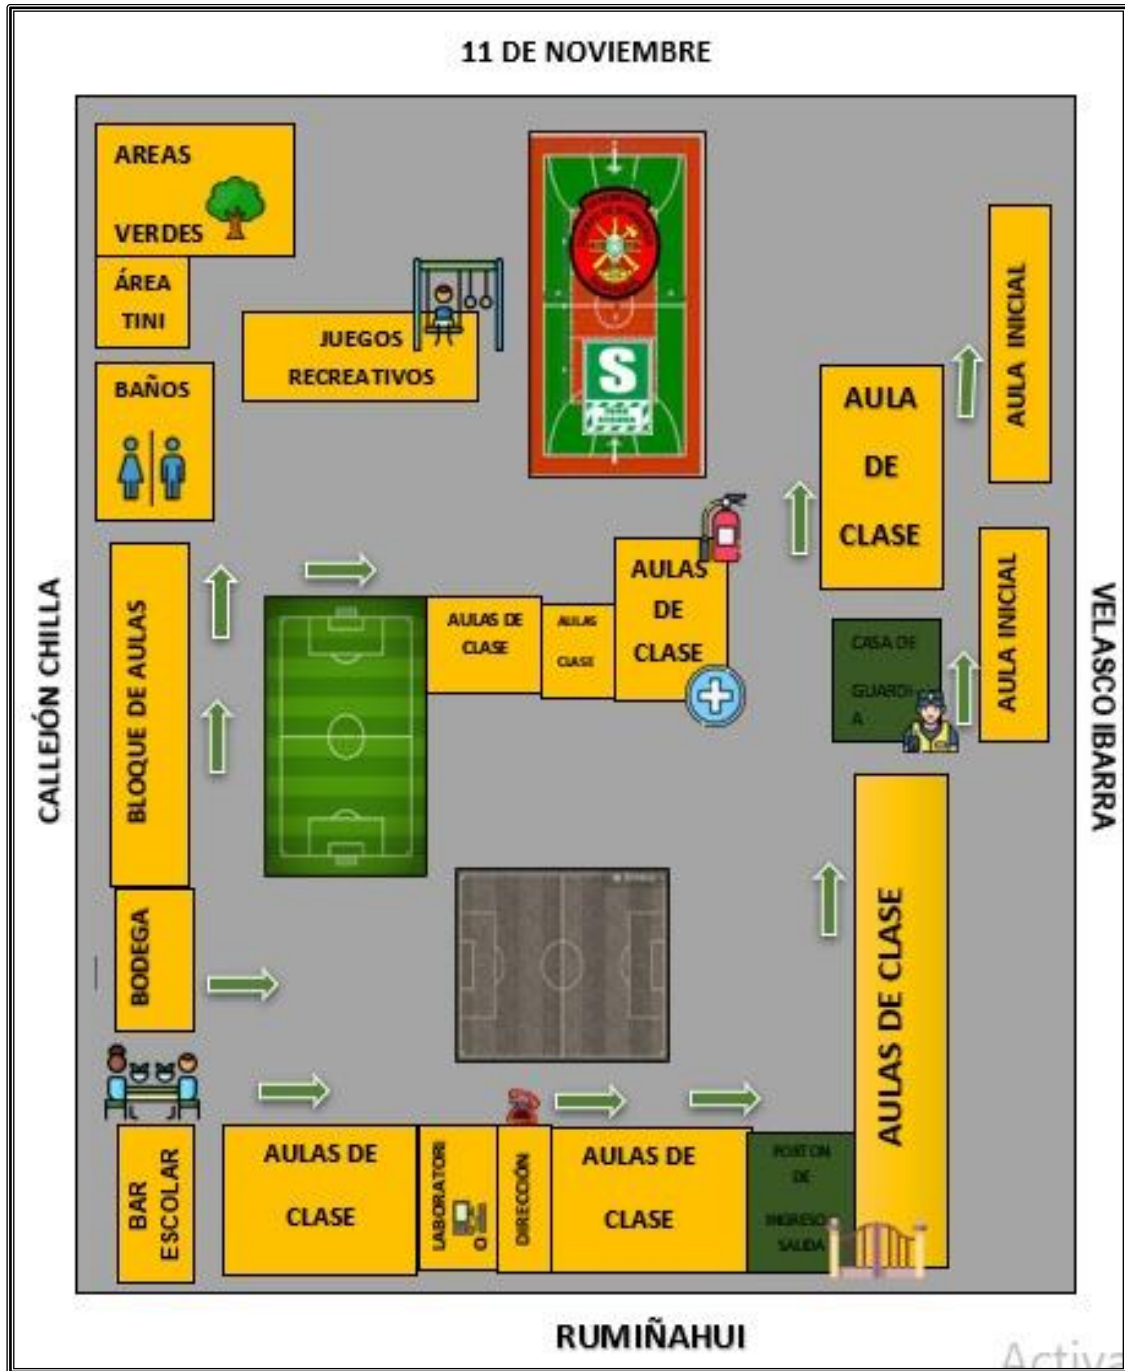 11 DE NOVIEMBRE
AREAS
VERDES
ÁREA
TINI
BAÑOS
JUEGOS
RECREATIVOS
S
AULA INICIAL
AULA
DE
CLASE
AULAS
DE
CLASE
AULAS DE
CLASE
AULAS
CLASE
CASA DE
GUARDI
A
AULA INICIAL
CALLEJÓN CHILLA
VELASCO IBARRA
BLOQUE DE AULAS
BODEGA
AULAS DE CLASE
BAR
ESCOLAR
AULAS DE
CLASE
LABORATORI
O
DIRECCIÓN
AULAS DE
CLASE
PORTON
DE
INGRESO
SALIDA
RUMIÑAHUI
Activa